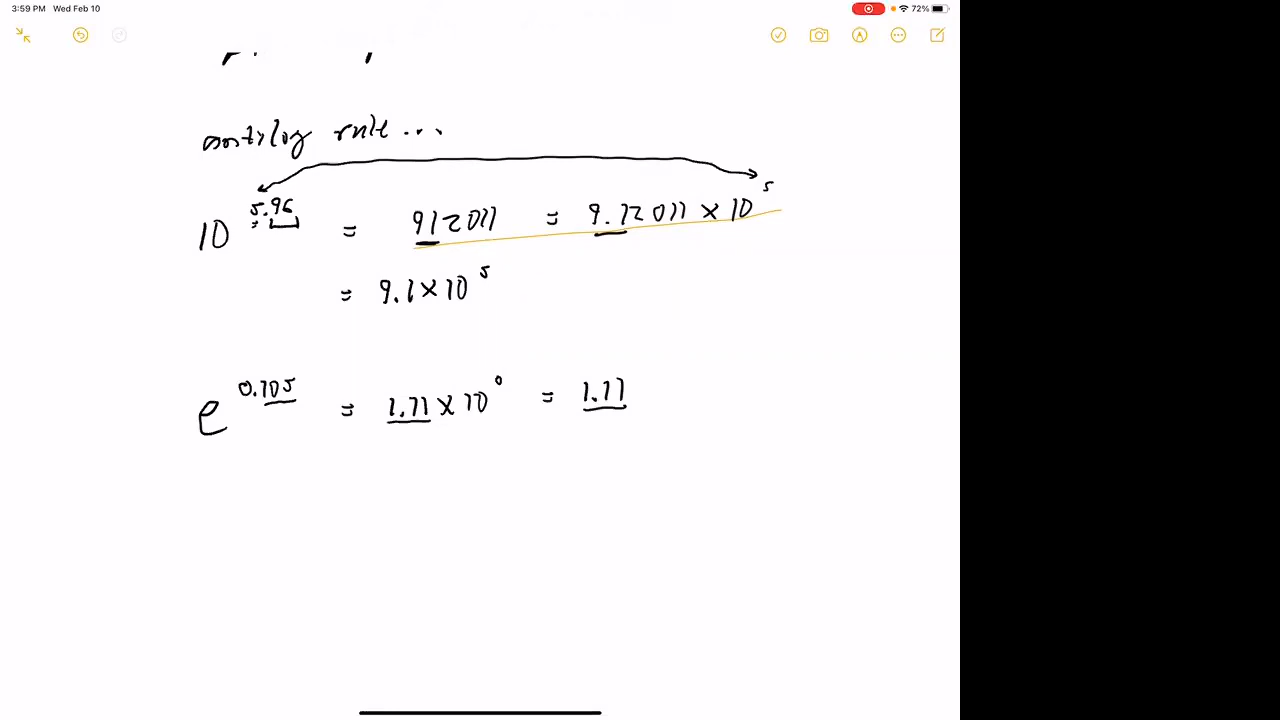 3:59 PM Wed Feb 10 72%
antilog rule...
10^5.96 = 912011 = 9.12011 × 10^5
= 9.1 × 10^5
e^0.105 = 1.11 × 10^0 = 1.11